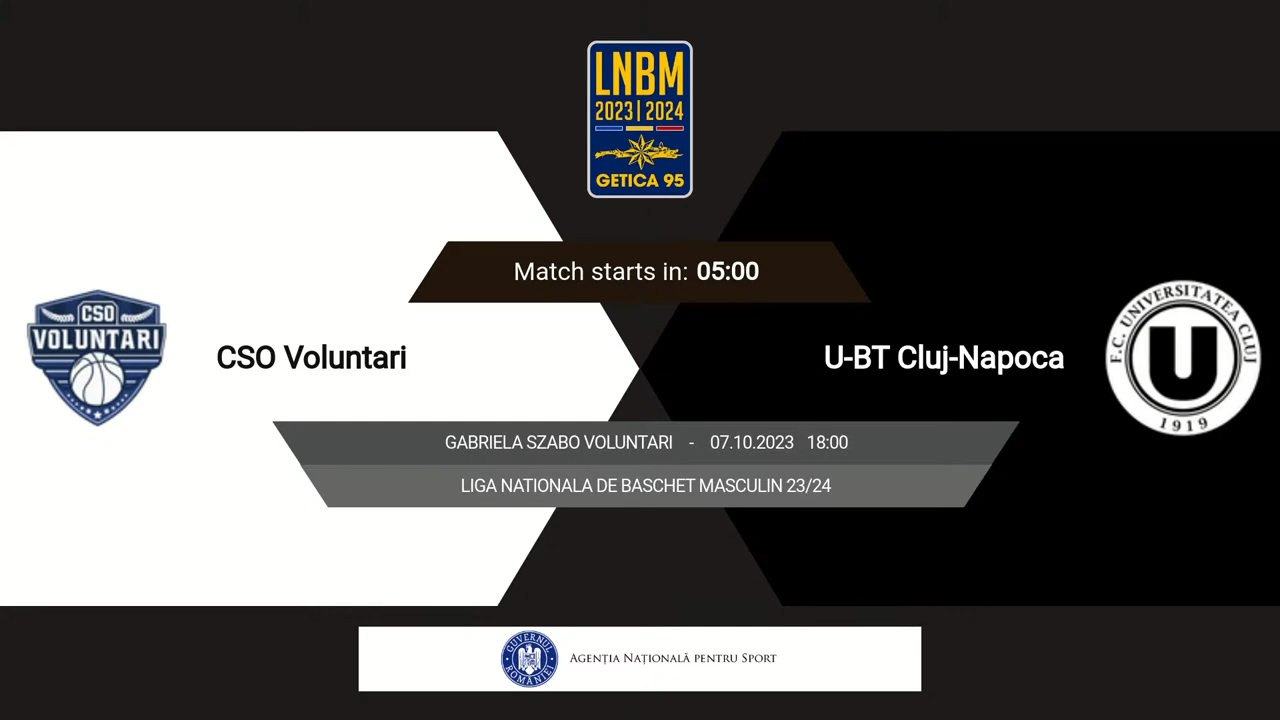 LNBM
2023|2024
GETICA 95
Match starts in: 05:00
CSO
VOLUNTARI
CSO Voluntari
U-BT Cluj-Napoca
F.C. UNIVERSITATEA CLUJ
U
1919
GABRIELA SZABO VOLUNTARI - 07.10.2023 18:00
LIGA NATIONALA DE BASCHET MASCULIN 23/24
GUVERNUL
ROMÂNIEI
AGENȚIA NAȚIONALĂ PENTRU SPORT